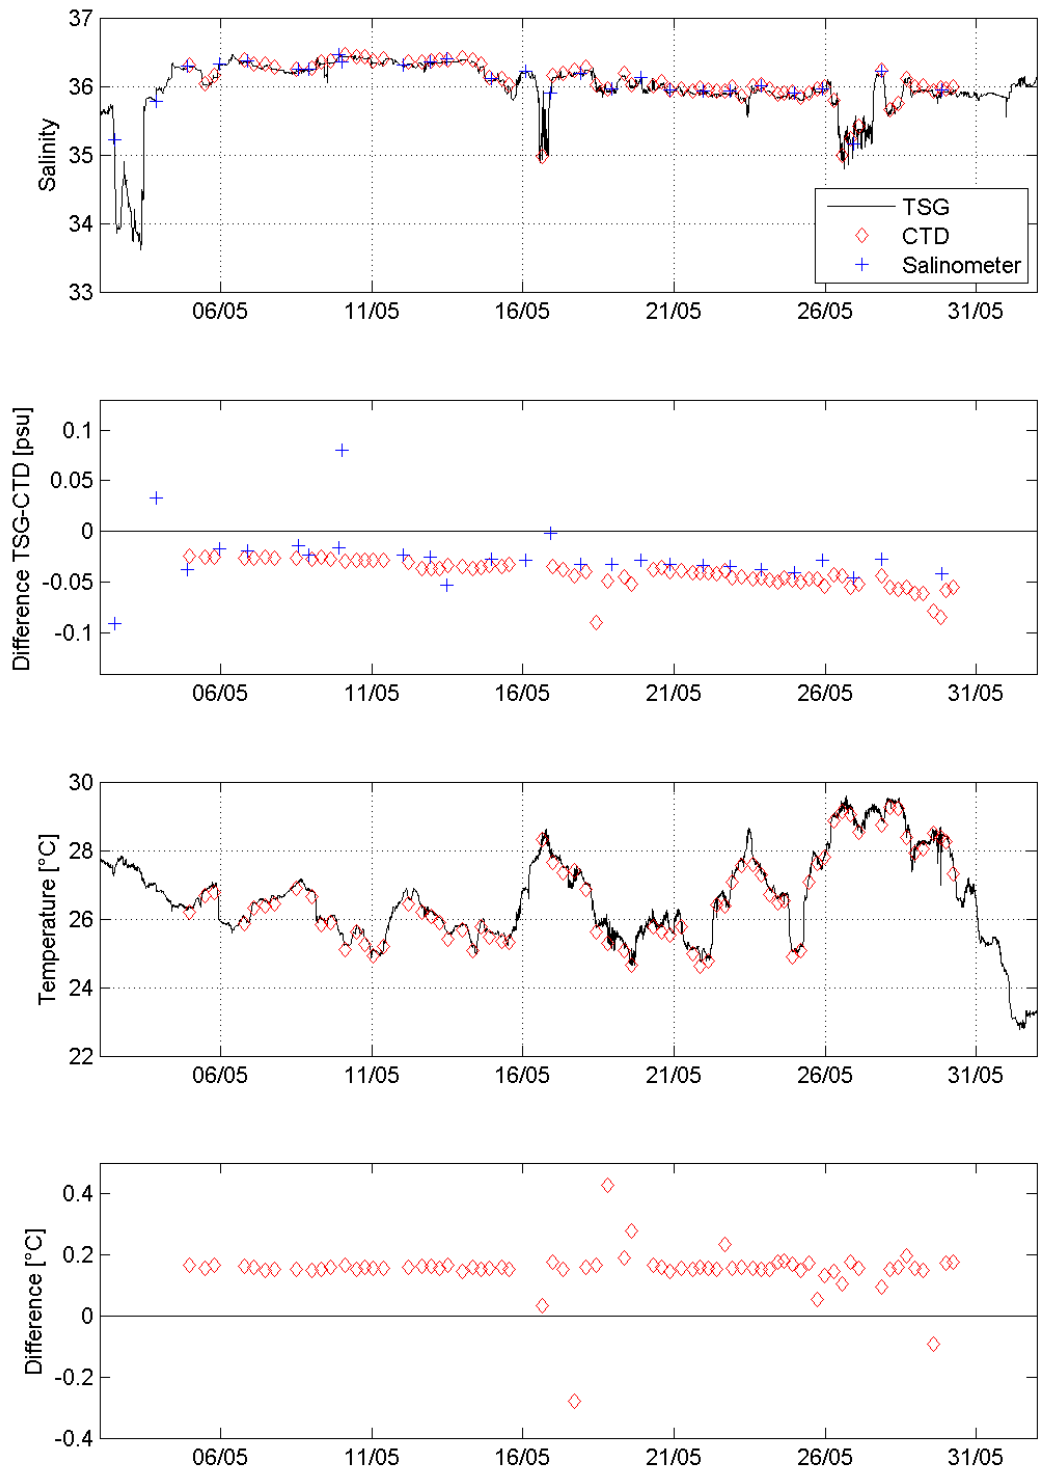 37
36
35
34
33
Salinity
TSG
CTD
Salinometer
06/05 11/05 16/05 21/05 26/05 31/05
0.1
0.05
0
-0.05
-0.1
Difference TSG-CTD [psu]
06/05 11/05 16/05 21/05 26/05 31/05
30
28
26
24
22
Temperature [°C]
06/05 11/05 16/05 21/05 26/05 31/05
0.4
0.2
0
-0.2
-0.4
Difference [°C]
06/05 11/05 16/05 21/05 26/05 31/05